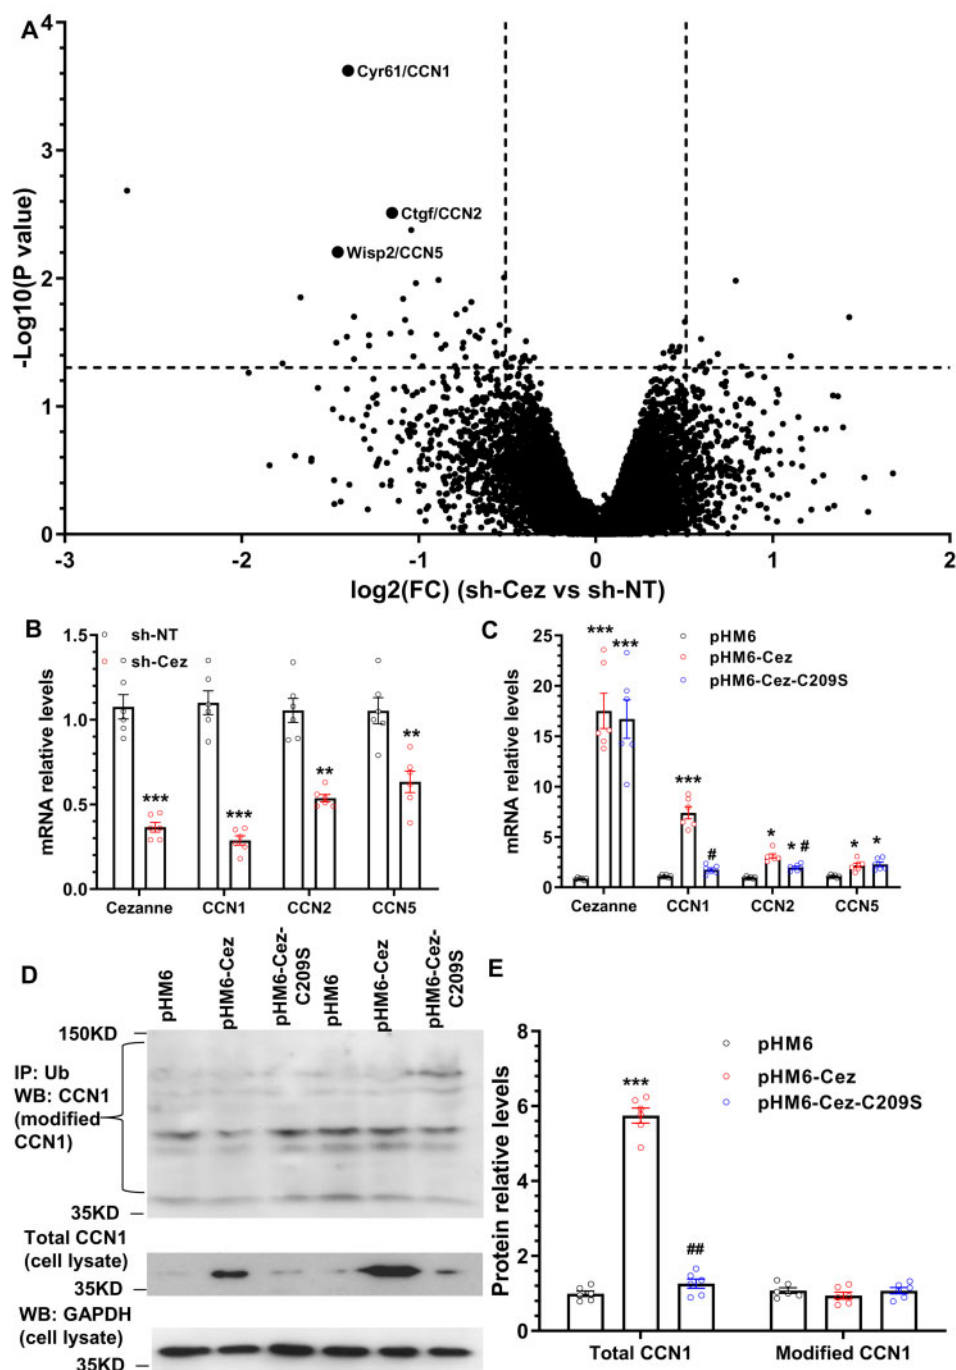 A
4
3
2
1
0
-Log10(P value)
Cyr61/CCN1
Ctgf/CCN2
Wisp2/CCN5
-3
-2
-1
0
1
2
log2(FC) (sh-Cez vs sh-NT)
B
1.5
1.0
0.5
0.0
mRNA relative levels
sh-NT
sh-Cez
***
***
**
**
Cezanne
CCN1
CCN2
CCN5
C
25
20
15
10
5
0
mRNA relative levels
pHM6
pHM6-Cez
pHM6-Cez-C209S
***
***
***
#
*
* #
*
*
Cezanne
CCN1
CCN2
CCN5
D
pHM6
pHM6-Cez
pHM6-Cez-
C209S
pHM6
pHM6-Cez
pHM6-Cez-
C209S
150KD
IP: Ub
WB: CCN1
(modified
CCN1)
35KD
Total CCN1
(cell lysate)
35KD
WB: GAPDH
(cell lysate)
35KD
E
8
6
4
2
0
Protein relative levels
pHM6
pHM6-Cez
pHM6-Cez-C209S
***
##
Total CCN1
Modified CCN1